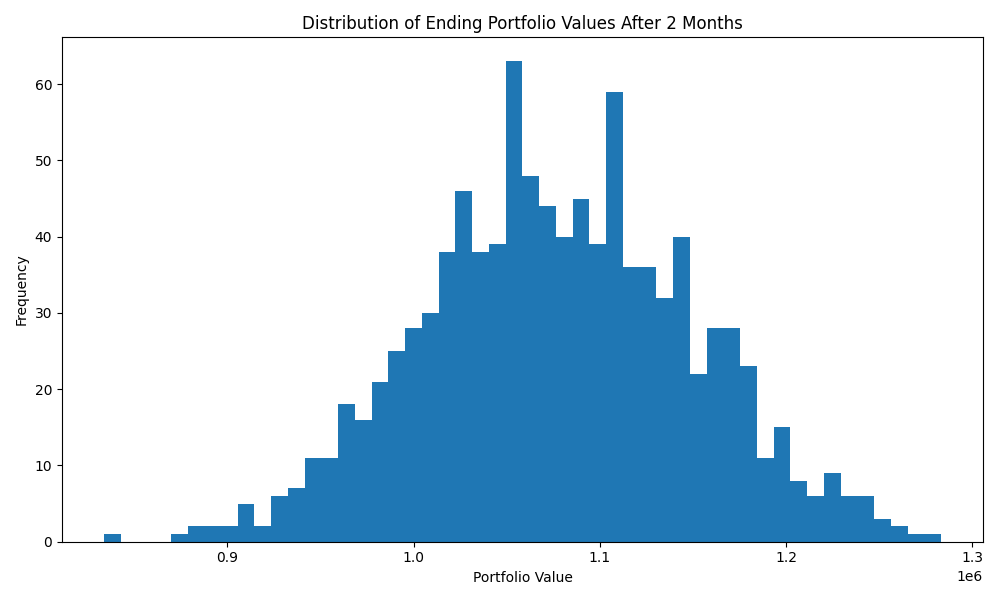 Distribution of Ending Portfolio Values After 2 Months
Frequency
60
50
40
30
20
10
0
0.9 1.0 1.1 1.2 1.3
1e6
Portfolio Value